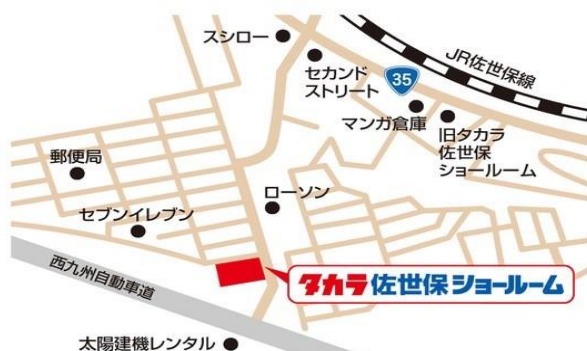 スシロー
JR佐世保線
セカンド
ストリート
35
マンガ倉庫
旧タカラ
佐世保
ショールーム
郵便局
ローソン
セブンイレブン
西九州自動車道
タカラ佐世保ショールーム
太陽建機レンタル